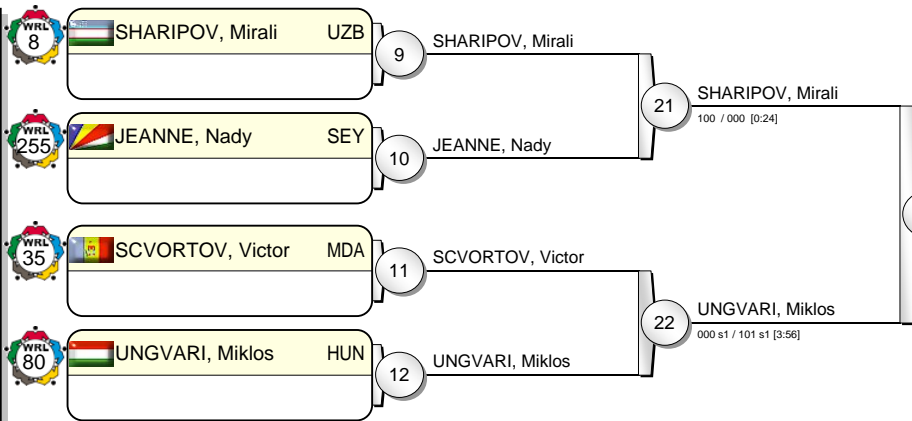 WRL
8
SHARIPOV, Mirali UZB
9
SHARIPOV, Mirali
21
SHARIPOV, Mirali
100 / 000 [0:24]
WRL
255
JEANNE, Nady SEY
10
JEANNE, Nady
WRL
35
SCVORTOV, Victor MDA
11
SCVORTOV, Victor
22
UNGVARI, Miklos
000 s1 / 101 s1 [3:56]
WRL
80
UNGVARI, Miklos HUN
12
UNGVARI, Miklos